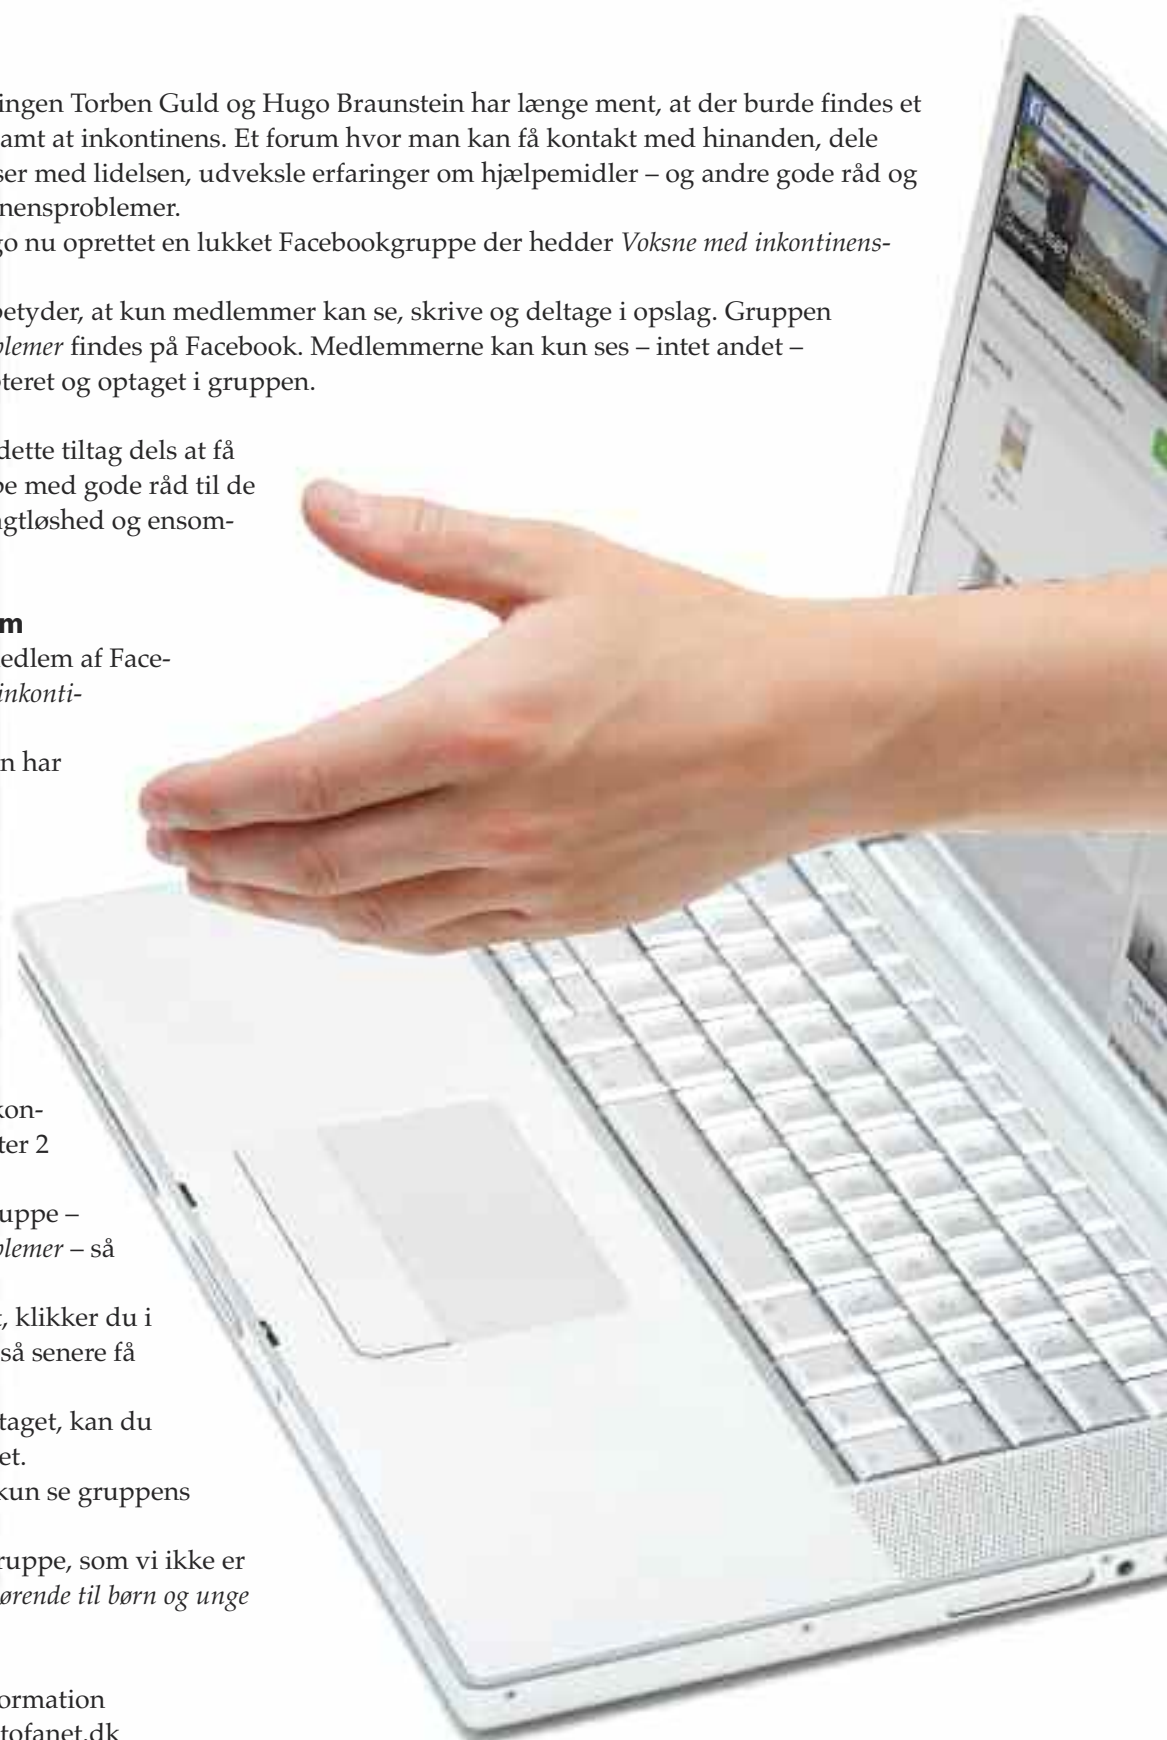 ingen Torben Guld og Hugo Braunstein har længe ment, at der burde findes et
amt at inkontinens. Et forum hvor man kan få kontakt med hinanden, dele
ser med lidelsen, udveksle erfaringer om hjælpemidler – og andre gode råd og
nensproblemer.
go nu oprettet en lukket Facebookgruppe der hedder Voksne med inkontinens-
betyder, at kun medlemmer kan se, skrive og deltage i opslag. Gruppen
blemer findes på Facebook. Medlemmerne kan kun ses – intet andet –
teret og optaget i gruppen.
dette tiltag dels at få
pe med gode råd til de
gtløshed og ensom-
m
edlem af Face-
inkonti-
n har
kon-
ter 2
uppe –
blemer – så
, klikker du i
så senere få
taget, kan du
et.
kun se gruppens
ruppe, som vi ikke er
ørende til børn og unge
ormation
tofanet.dk